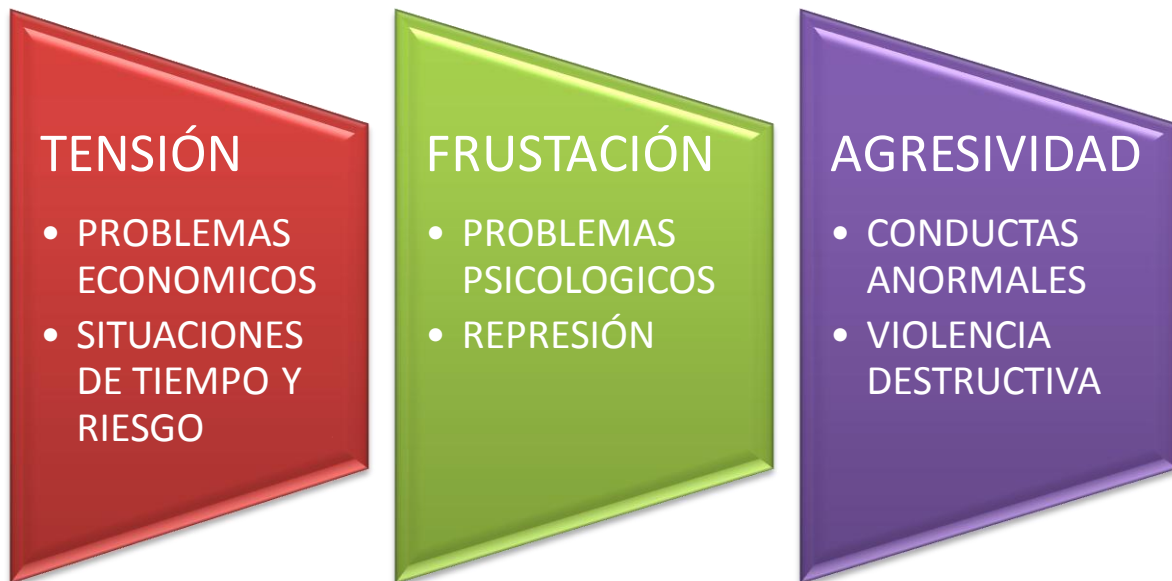 TENSIÓN
• PROBLEMAS
ECONOMICOS
• SITUACIONES
DE TIEMPO Y
RIESGO
FRUSTACIÓN
• PROBLEMAS
PSICOLOGICOS
• REPRESIÓN
AGRESIVIDAD
• CONDUCTAS
ANORMALES
• VIOLENCIA
DESTRUCTIVA